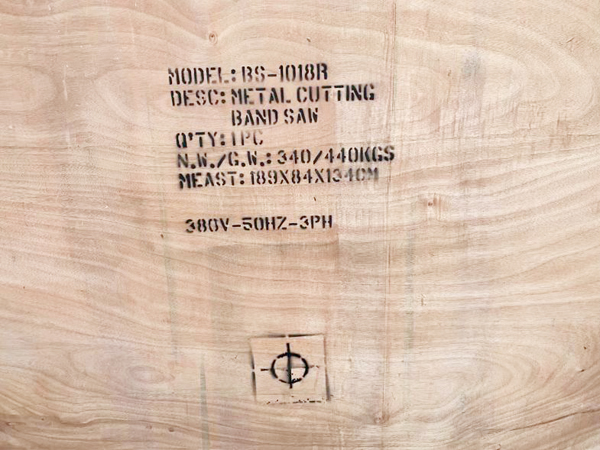 MODEL: BS-1018R
DESC: METAL CUTTING
BAND SAW
Q'TY: 1PC
N.W./G.W.: 340/440KGS
MEAST: 189X84X134CM
380V-50HZ-3PH